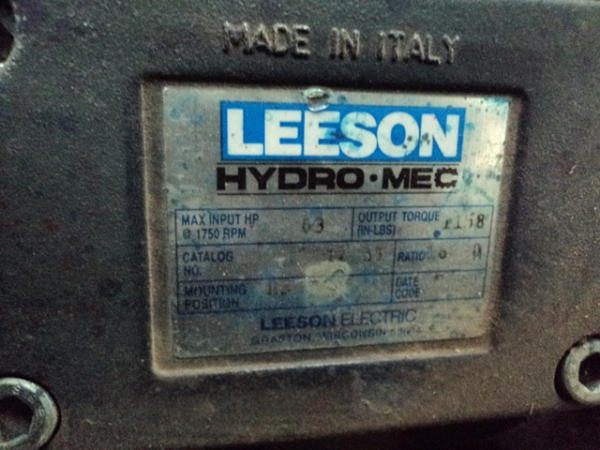 MADE IN ITALY
LEESON
HYDRO·MEC
MAX INPUT HP 63 OUTPUT TORQUE
@ 1750 RPM (IN-LBS)
CATALOG RATIO
NO.
MOUNTING DATE
POSITION CODE
LEESON ELECTRIC
GRAFTON, WISCONSIN